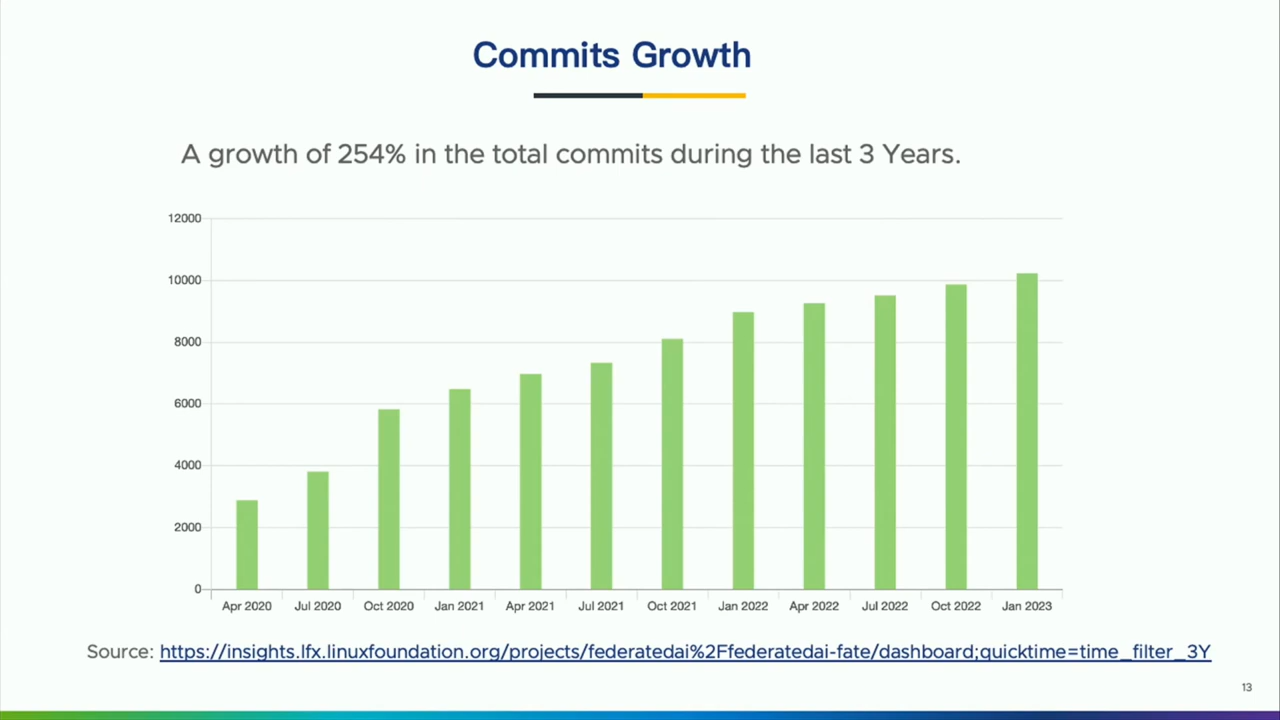 Commits Growth
A growth of 254% in the total commits during the last 3 Years.
12000
10000
8000
6000
4000
2000
0
Apr 2020 Jul 2020 Oct 2020 Jan 2021 Apr 2021 Jul 2021 Oct 2021 Jan 2022 Apr 2022 Jul 2022 Oct 2022 Jan 2023
Source: https://insights.lfx.linuxfoundation.org/projects/federatedai%2Ffederatedai-fate/dashboard;quicktime=time_filter_3Y
13